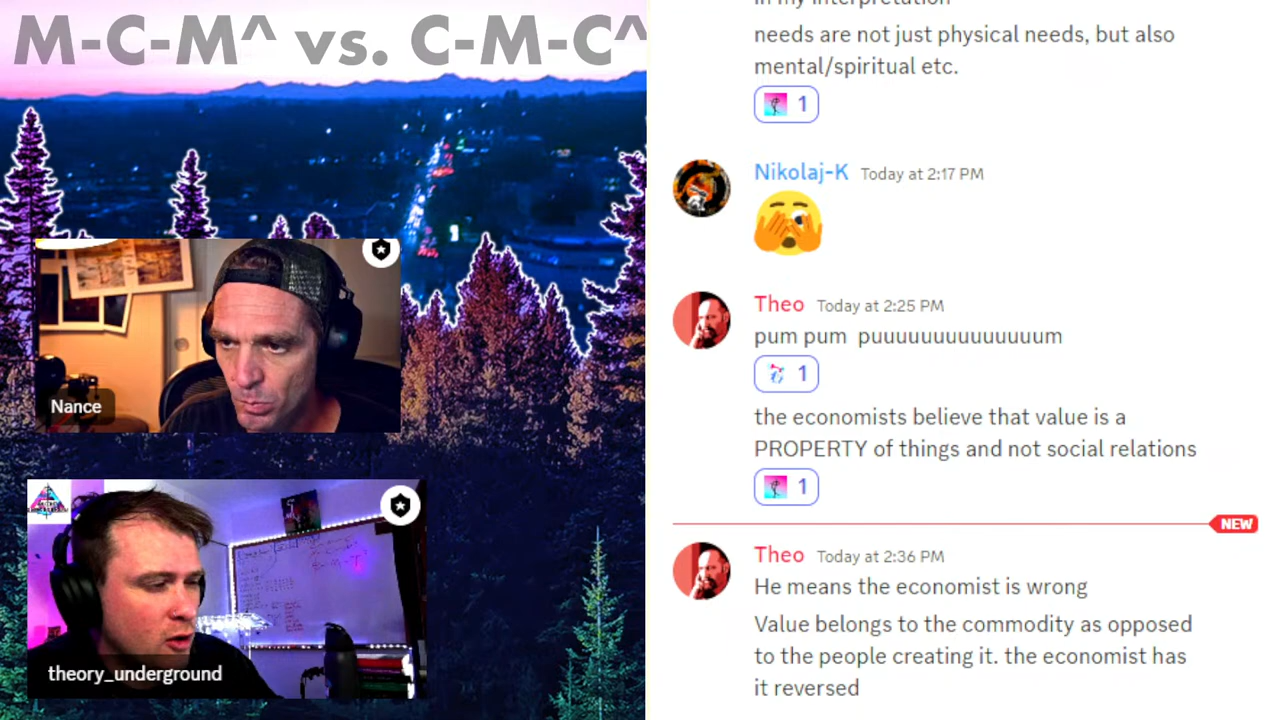 M-C-M^ vs. C-M-C^
Nance
theory_underground
needs are not just physical needs, but also
mental/spiritual etc.
1
Nikolaj-K Today at 2:17 PM
Theo Today at 2:25 PM
pum pum puuuuuuuuuuuuuum
1
the economists believe that value is a
PROPERTY of things and not social relations
1
NEW
Theo Today at 2:36 PM
He means the economist is wrong
Value belongs to the commodity as opposed
to the people creating it. the economist has
it reversed